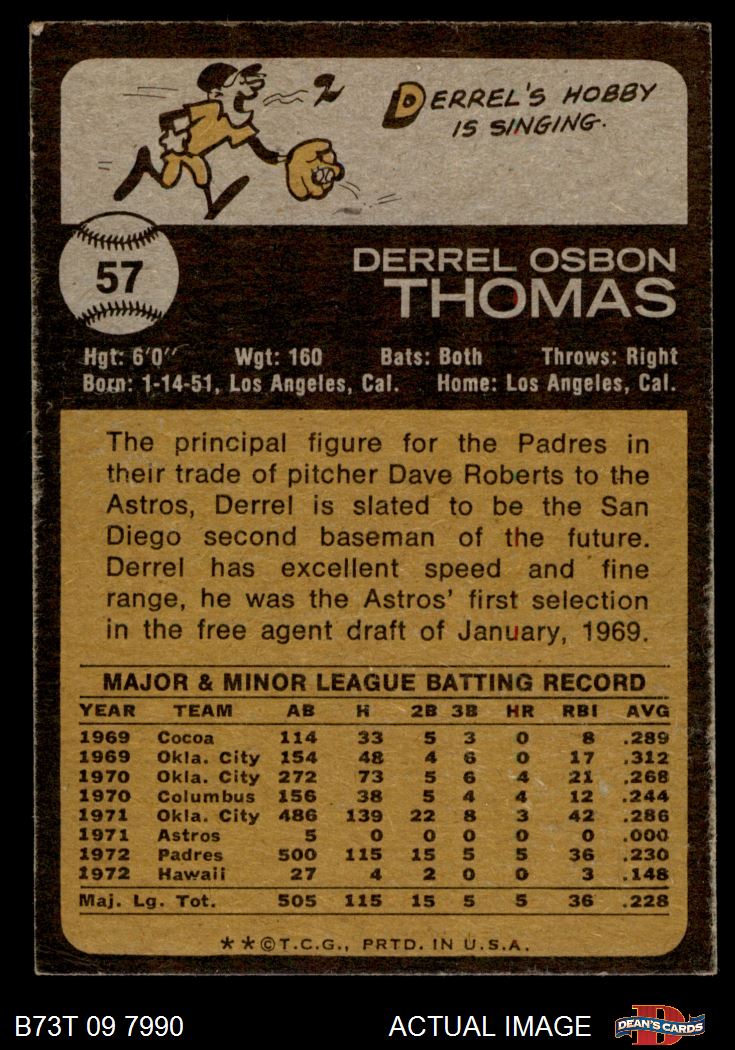 DERREL'S HOBBY
IS SINGING.
57
DERREL OSBON
THOMAS
Hgt: 6'0" Wgt: 160 Bats: Both Throws: Right
Born: 1-14-51, Los Angeles, Cal. Home: Los Angeles, Cal.
The principal figure for the Padres in
their trade of pitcher Dave Roberts to the
Astros, Derrel is slated to be the San
Diego second baseman of the future.
Derrel has excellent speed and fine
range, he was the Astros' first selection
in the free agent draft of January, 1969.
MAJOR & MINOR LEAGUE BATTING RECORD
YEAR TEAM AB H 2B 3B HR RBI AVG
1969 Cocoa 114 33 5 3 0 8 .289
1969 Okla. City 154 48 4 6 0 17 .312
1970 Okla. City 272 73 5 6 4 21 .268
1970 Columbus 156 38 5 4 4 12 .244
1971 Okla. City 486 139 22 8 3 42 .286
1971 Astros 5 0 0 0 0 0 .000
1972 Padres 500 115 15 5 5 36 .230
1972 Hawaii 27 4 2 0 0 3 .148
Maj. Lg. Tot. 505 115 15 5 5 36 .228
**©T.C.G., PRTD. IN U.S.A.
B73T 09 7990 ACTUAL IMAGE DEAN'S CARDS